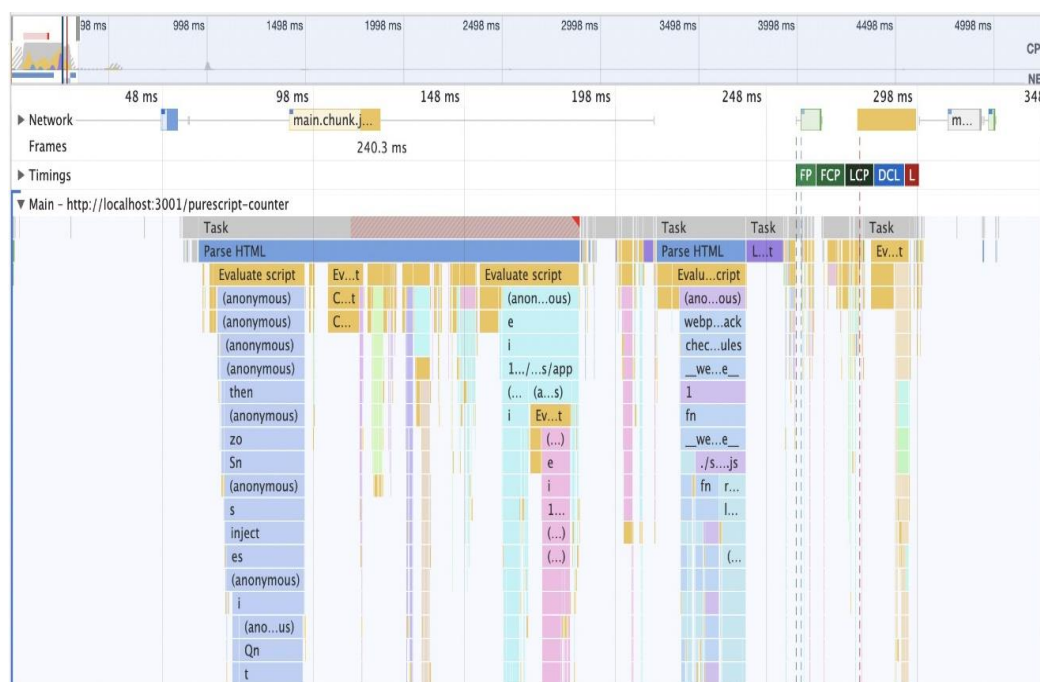 98 ms 998 ms 1498 ms 1998 ms 2498 ms 2998 ms 3498 ms 3998 ms 4498 ms 4998 ms
CP
NE
48 ms 98 ms 148 ms 198 ms 248 ms 298 ms 348
Network main.chunk.j... m...
Frames 240.3 ms
Timings FP FCP LCP DCL L
Main – http://localhost:3001/purescript-counter
Task Task Task Task
Parse HTML Parse HTML L...t Ev...t
Evaluate script Ev...t Evaluate script Evalu...cript
(anonymous) C...t (anon...ous) (ano...ous)
(anonymous) C... e webp...ack
(anonymous) i chec...ules
(anonymous) 1.../...s/app __we...e__
then (... (a...s) 1
(anonymous) i Ev...t fn
zo (...) __we...e__
Sn e ./s....js
(anonymous) i fn r...
s 1... l...
inject (...)
es (...) (...
(anonymous)
i
(ano...us)
Qn
t